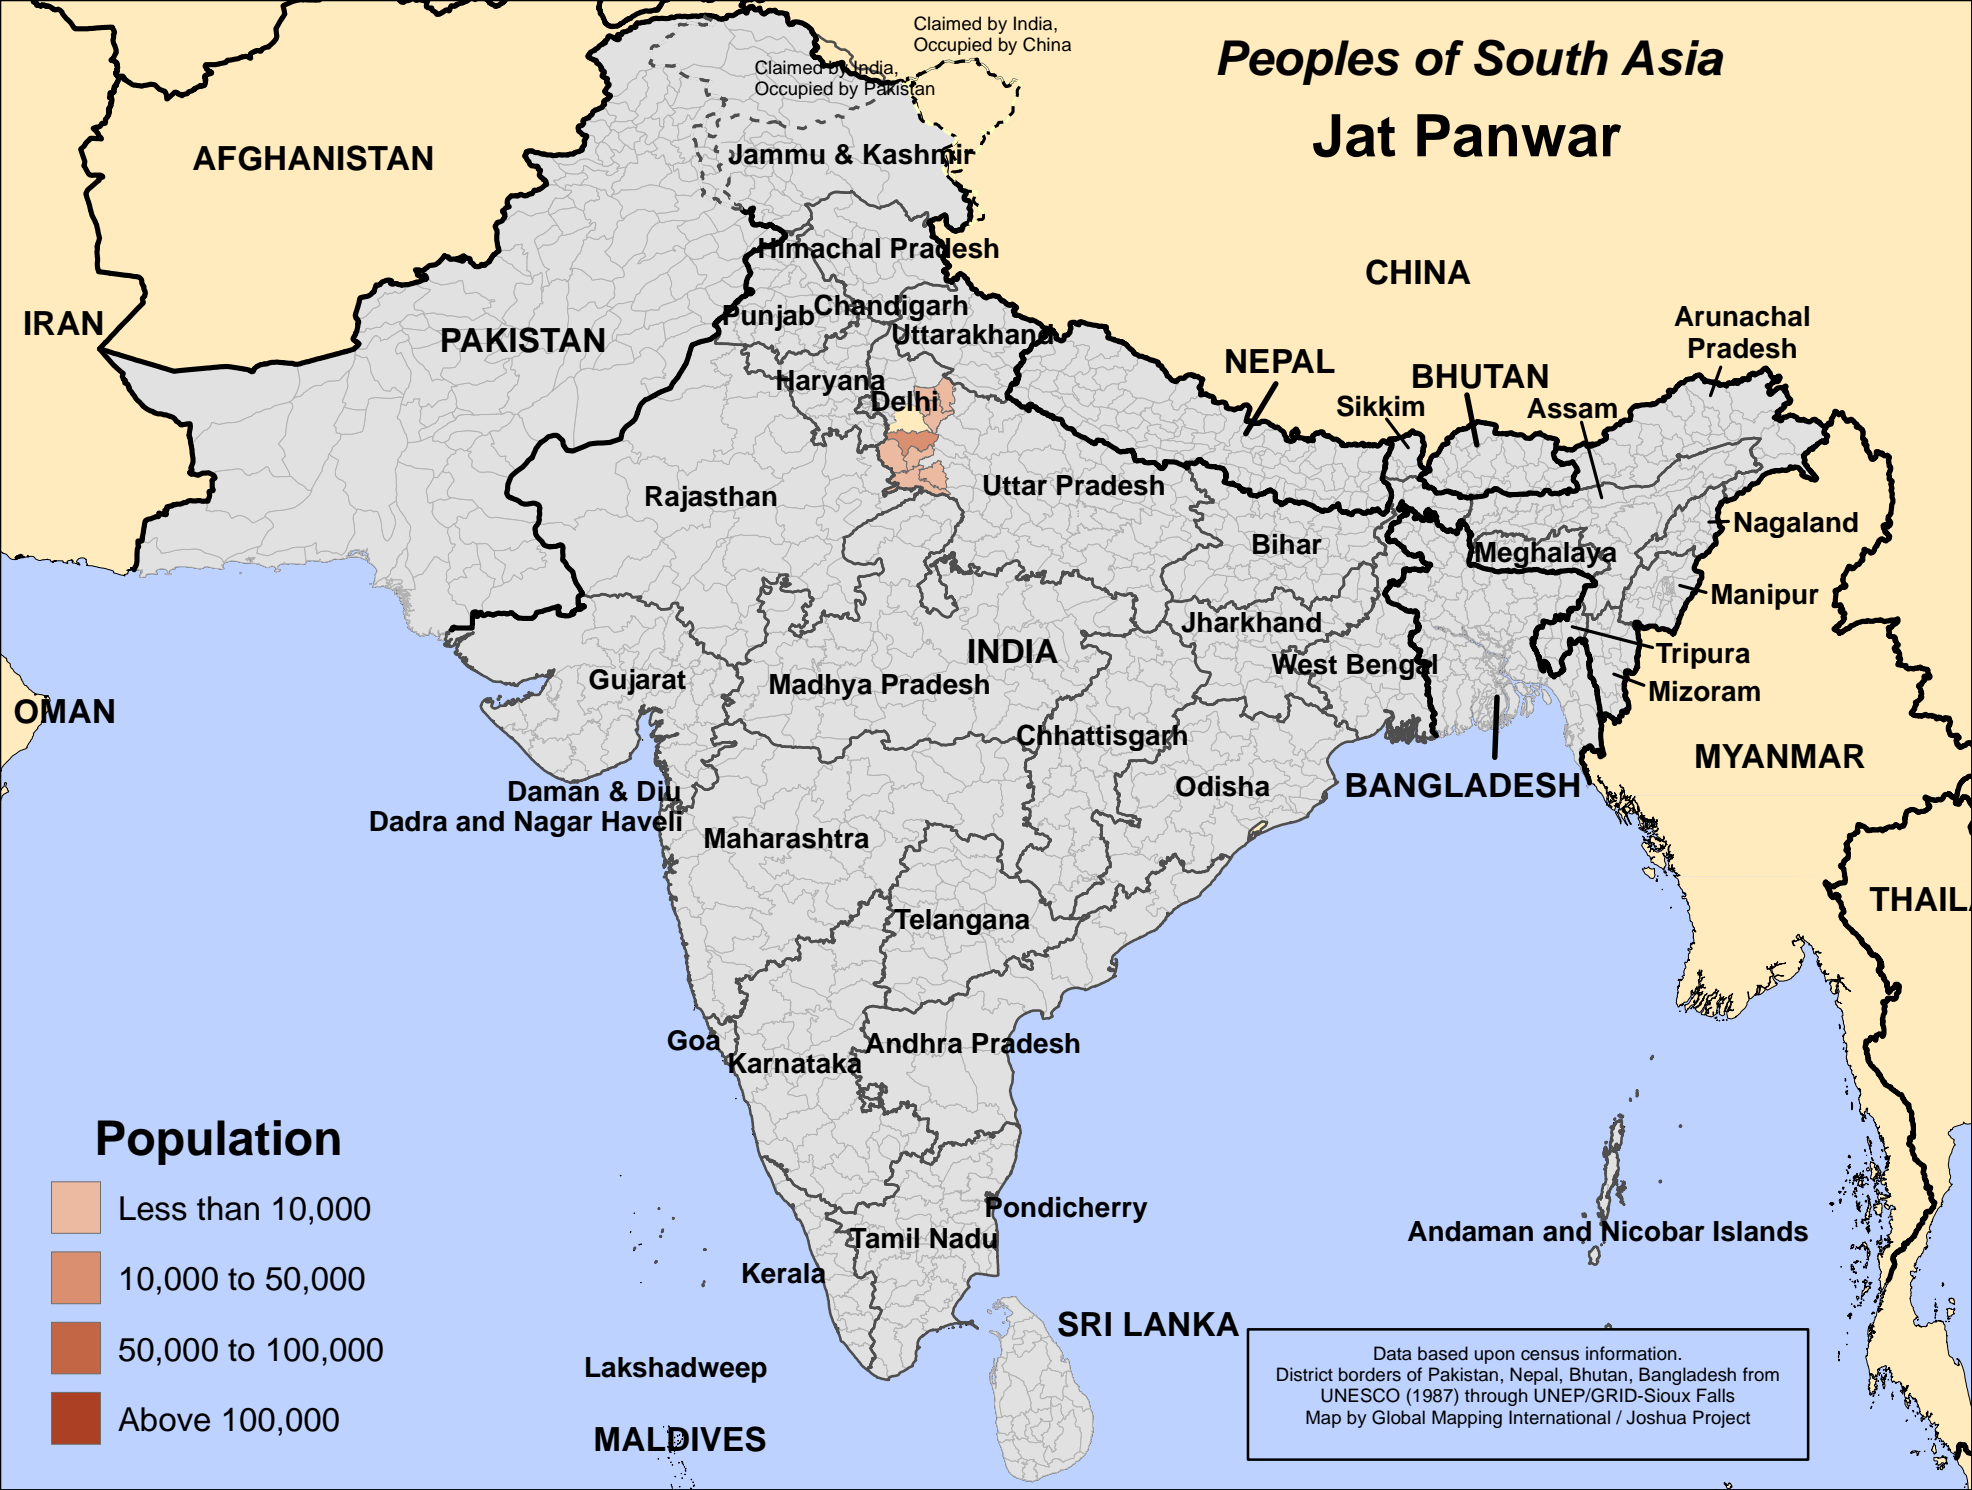 Claimed by India,
Occupied by China
Peoples of South Asia
Jat Panwar
Claimed by India,
Occupied by Pakistan
AFGHANISTAN
Jammu & Kashmir
Himachal Pradesh
CHINA
IRAN
PAKISTAN
Punjab
Chandigarh
Uttarakhand
Arunachal
Pradesh
NEPAL
BHUTAN
Haryana
Delhi
Sikkim
Assam
Rajasthan
Uttar Pradesh
Nagaland
Bihar
Meghalaya
Manipur
Jharkhand
INDIA
Tripura
West Bengal
Gujarat
Madhya Pradesh
Mizoram
OMAN
Chhattisgarh
MYANMAR
Odisha
BANGLADESH
Daman & Diu
Dadra and Nagar Haveli
Maharashtra
THAIL
Telangana
Goa
Karnataka
Andhra Pradesh
Population
Less than 10,000
10,000 to 50,000
50,000 to 100,000
Above 100,000
Pondicherry
Tamil Nadu
Andaman and Nicobar Islands
Kerala
SRI LANKA
Lakshadweep
MALDIVES
Data based upon census information.
District borders of Pakistan, Nepal, Bhutan, Bangladesh from
UNESCO (1987) through UNEP/GRID-Sioux Falls
Map by Global Mapping International / Joshua Project